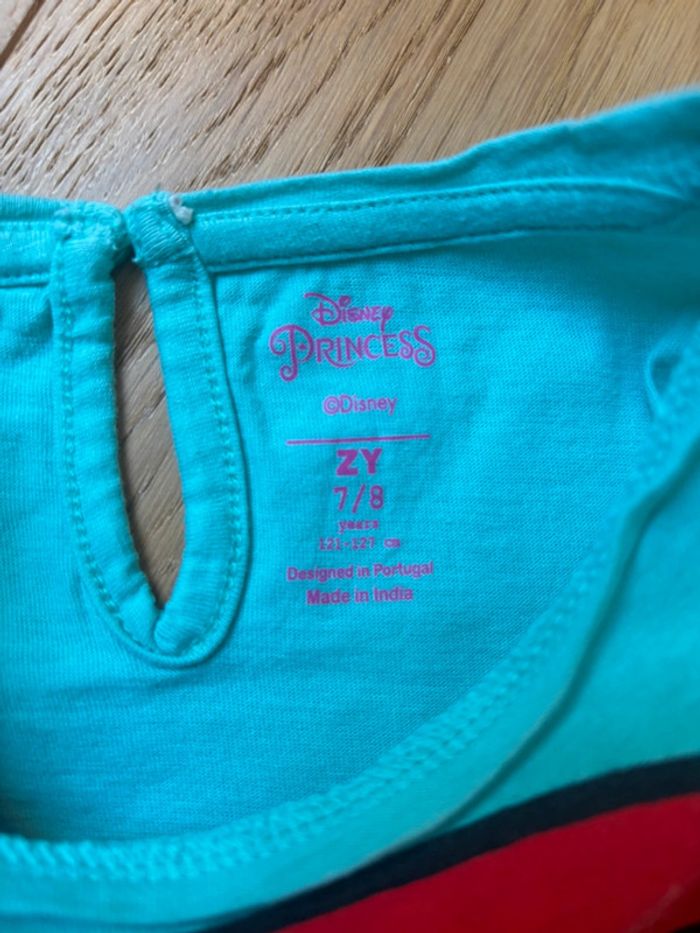 Disney
PRINCESS
©Disney
ZY
7/8
years
121-127 cm
Designed in Portugal
Made in India